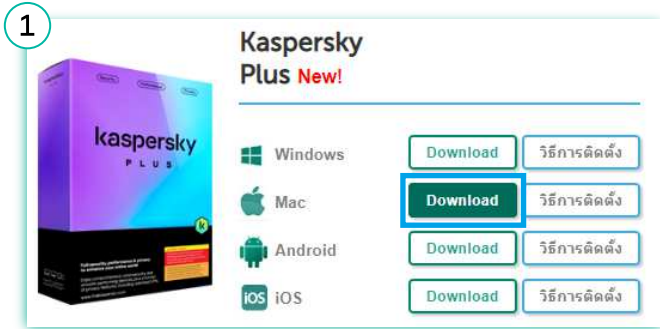 1
Kaspersky
Plus New!
kaspersky
PLUS
Windows Download วิธีการติดตั้ง
Mac Download วิธีการติดตั้ง
Android Download วิธีการติดตั้ง
iOS iOS Download วิธีการติดตั้ง